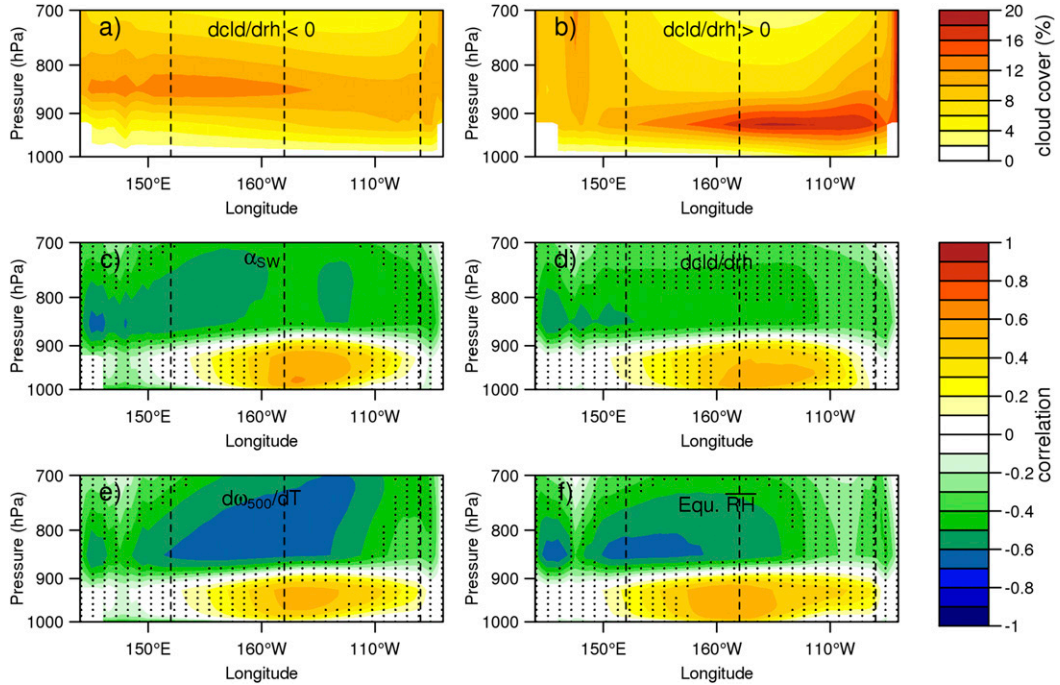 a) dcld/drh < 0
700
800
900
1000
Pressure (hPa)
150°E 160°W 110°W
Longitude
b) dcld/drh > 0
700
800
900
1000
Pressure (hPa)
150°E 160°W 110°W
Longitude
20
16
12
8
4
0
cloud cover (%)
c) αSW
700
800
900
1000
Pressure (hPa)
150°E 160°W 110°W
Longitude
d) dcld/drh
700
800
900
1000
Pressure (hPa)
150°E 160°W 110°W
Longitude
e) dω500/dT
700
800
900
1000
Pressure (hPa)
150°E 160°W 110°W
Longitude
f) Equ. RH
700
800
900
1000
Pressure (hPa)
150°E 160°W 110°W
Longitude
1
0.8
0.6
0.4
0.2
0
-0.2
-0.4
-0.6
-0.8
-1
correlation